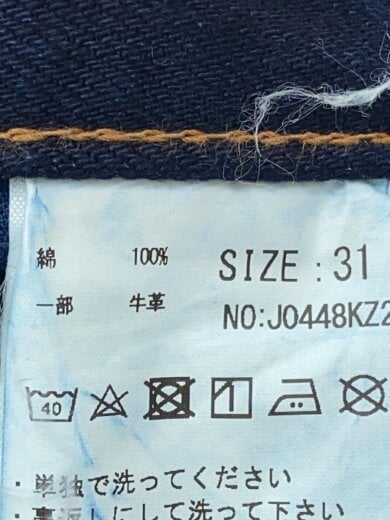 綿 100%
一部 牛革
SIZE : 31
NO:J0448KZ2
40
・単独で洗ってください
・裏返しにして洗って下さい